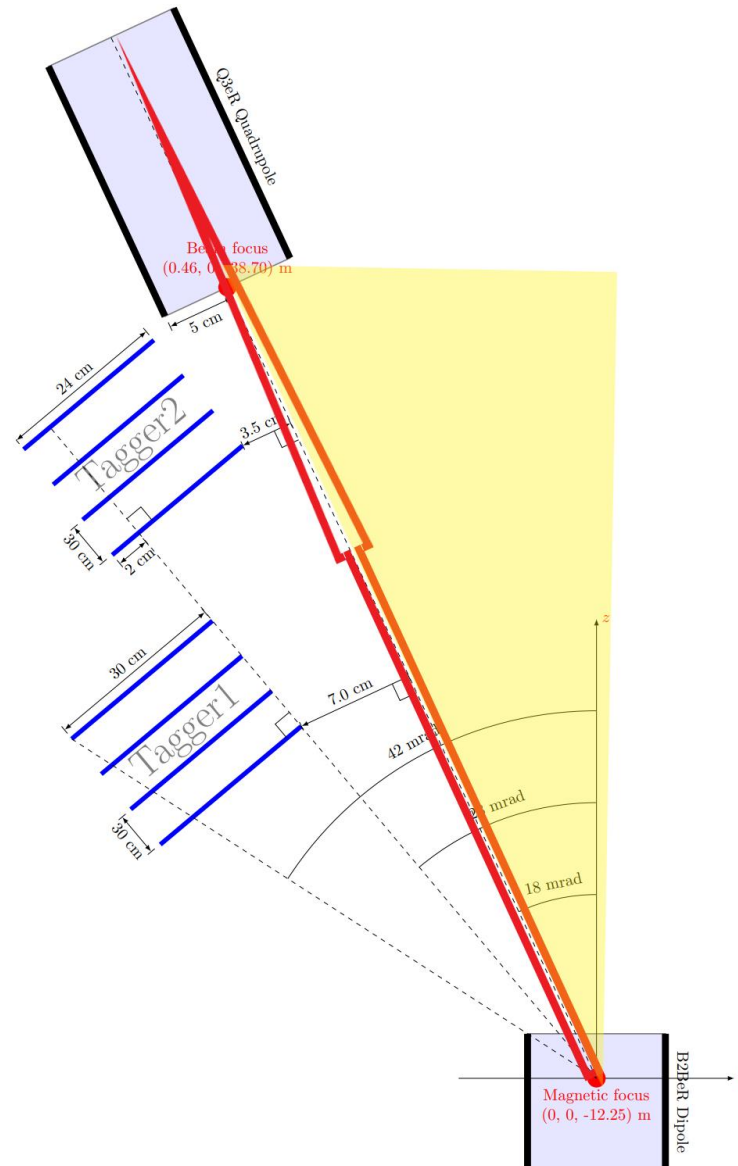 Q3eR Quadrupole
Beam focus
(0.46, 0, -38.70) m
5 cm
24 cm
Tagger2
3.5 cm
30 cm
2 cm
z
30 cm
Tagger1
7.0 cm
30 cm
42 mrad
mrad
18 mrad
B2BeR Dipole
Magnetic focus
(0, 0, -12.25) m